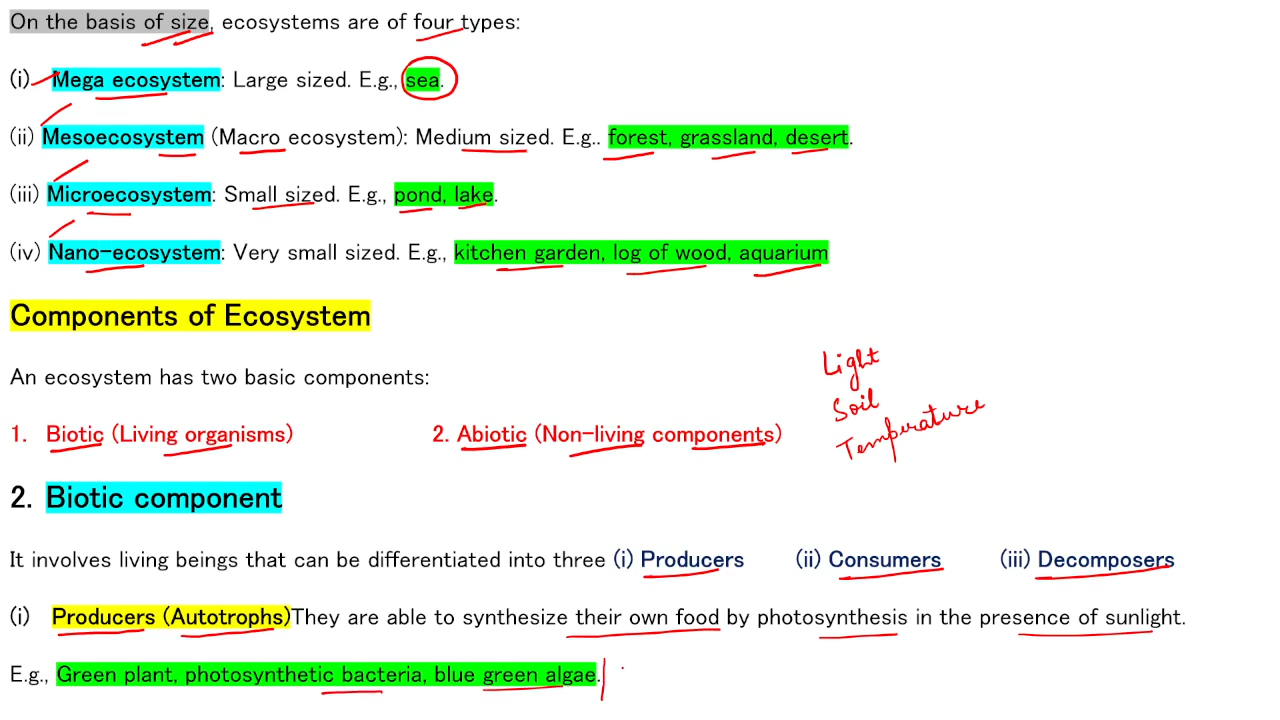 On the basis of size, ecosystems are of four types:
(i) Mega ecosystem: Large sized. E.g., sea.
(ii) Mesoecosystem (Macro ecosystem): Medium sized. E.g.. forest, grassland, desert.
(iii) Microecosystem: Small sized. E.g., pond, lake.
(iv) Nano-ecosystem: Very small sized. E.g., kitchen garden, log of wood, aquarium
Components of Ecosystem
An ecosystem has two basic components:
Light
Soil
Temperature
1. Biotic (Living organisms) 2. Abiotic (Non-living components)
2. Biotic component
It involves living beings that can be differentiated into three (i) Producers (ii) Consumers (iii) Decomposers
(i) Producers (Autotrophs)They are able to synthesize their own food by photosynthesis in the presence of sunlight.
E.g., Green plant, photosynthetic bacteria, blue green algae.